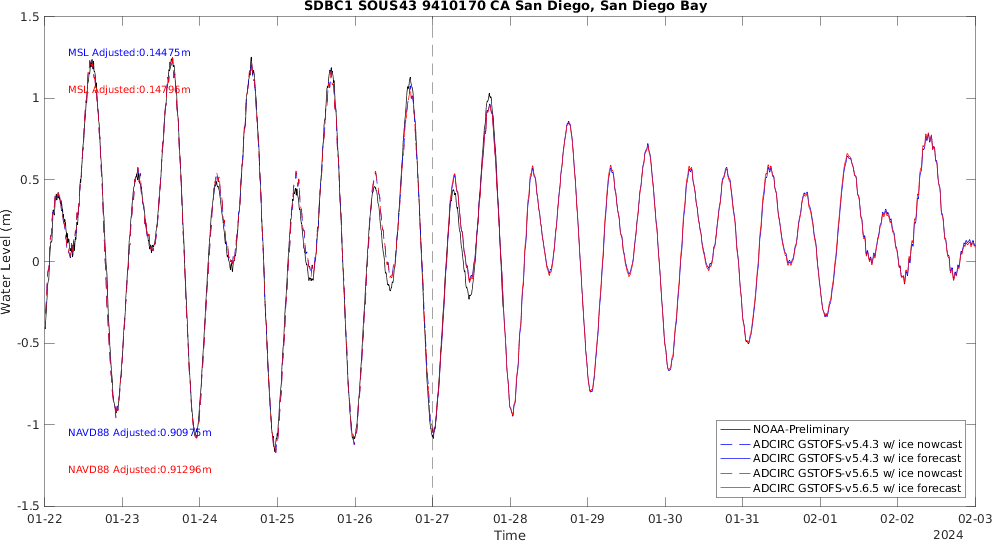 SDBC1 SOUS43 9410170 CA San Diego, San Diego Bay
1.5
1
0.5
0
-0.5
-1
-1.5
Water Level (m)
MSL Adjusted:0.14475m
MSL Adjusted:0.14796m
NAVD88 Adjusted:0.90975m
NAVD88 Adjusted:0.91296m
NOAA-Preliminary
ADCIRC GSTOFS-v5.4.3 w/ ice nowcast
ADCIRC GSTOFS-v5.4.3 w/ ice forecast
ADCIRC GSTOFS-v5.6.5 w/ ice nowcast
ADCIRC GSTOFS-v5.6.5 w/ ice forecast
01-22 01-23 01-24 01-25 01-26 01-27 01-28 01-29 01-30 01-31 02-01 02-02 02-03
Time
2024